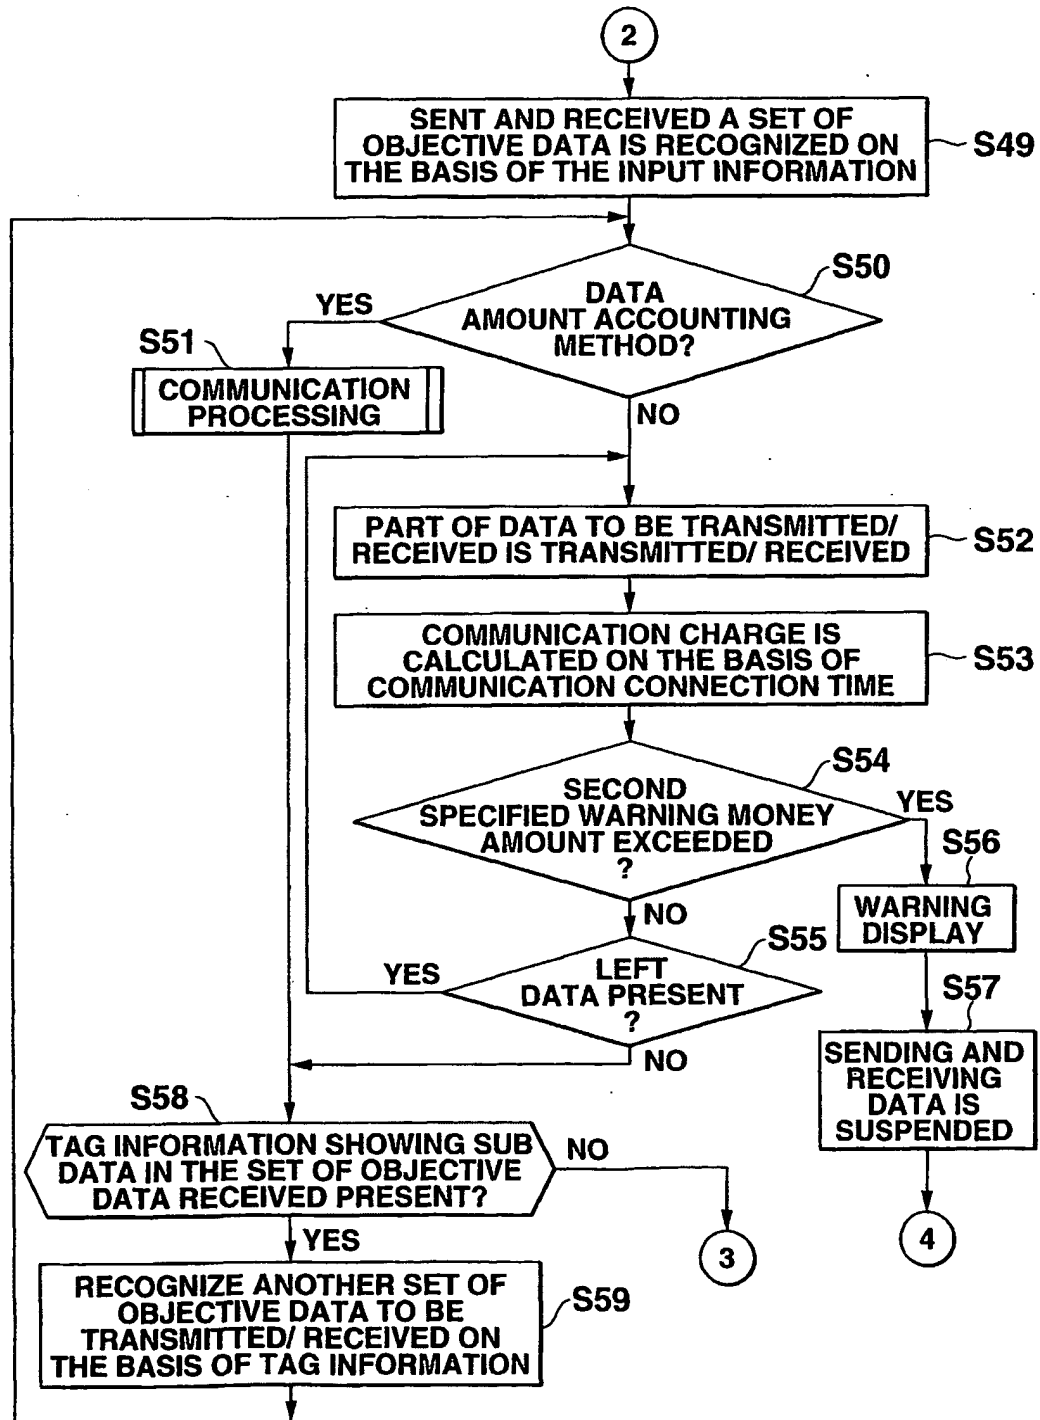 2
SENT AND RECEIVED A SET OF
OBJECTIVE DATA IS RECOGNIZED ON
THE BASIS OF THE INPUT INFORMATION
S49
S50
DATA
AMOUNT ACCOUNTING
METHOD?
YES
NO
S51
COMMUNICATION
PROCESSING
PART OF DATA TO BE TRANSMITTED/
RECEIVED IS TRANSMITTED/ RECEIVED
S52
COMMUNICATION CHARGE IS
CALCULATED ON THE BASIS OF
COMMUNICATION CONNECTION TIME
S53
S54
SECOND
SPECIFIED WARNING MONEY
AMOUNT EXCEEDED
?
YES
NO
S56
WARNING
DISPLAY
S55
LEFT
DATA PRESENT
?
YES
NO
S57
SENDING AND
RECEIVING
DATA IS
SUSPENDED
4
S58
TAG INFORMATION SHOWING SUB
DATA IN THE SET OF OBJECTIVE
DATA RECEIVED PRESENT?
NO
3
YES
RECOGNIZE ANOTHER SET OF
OBJECTIVE DATA TO BE
TRANSMITTED/ RECEIVED ON
THE BASIS OF TAG INFORMATION
S59